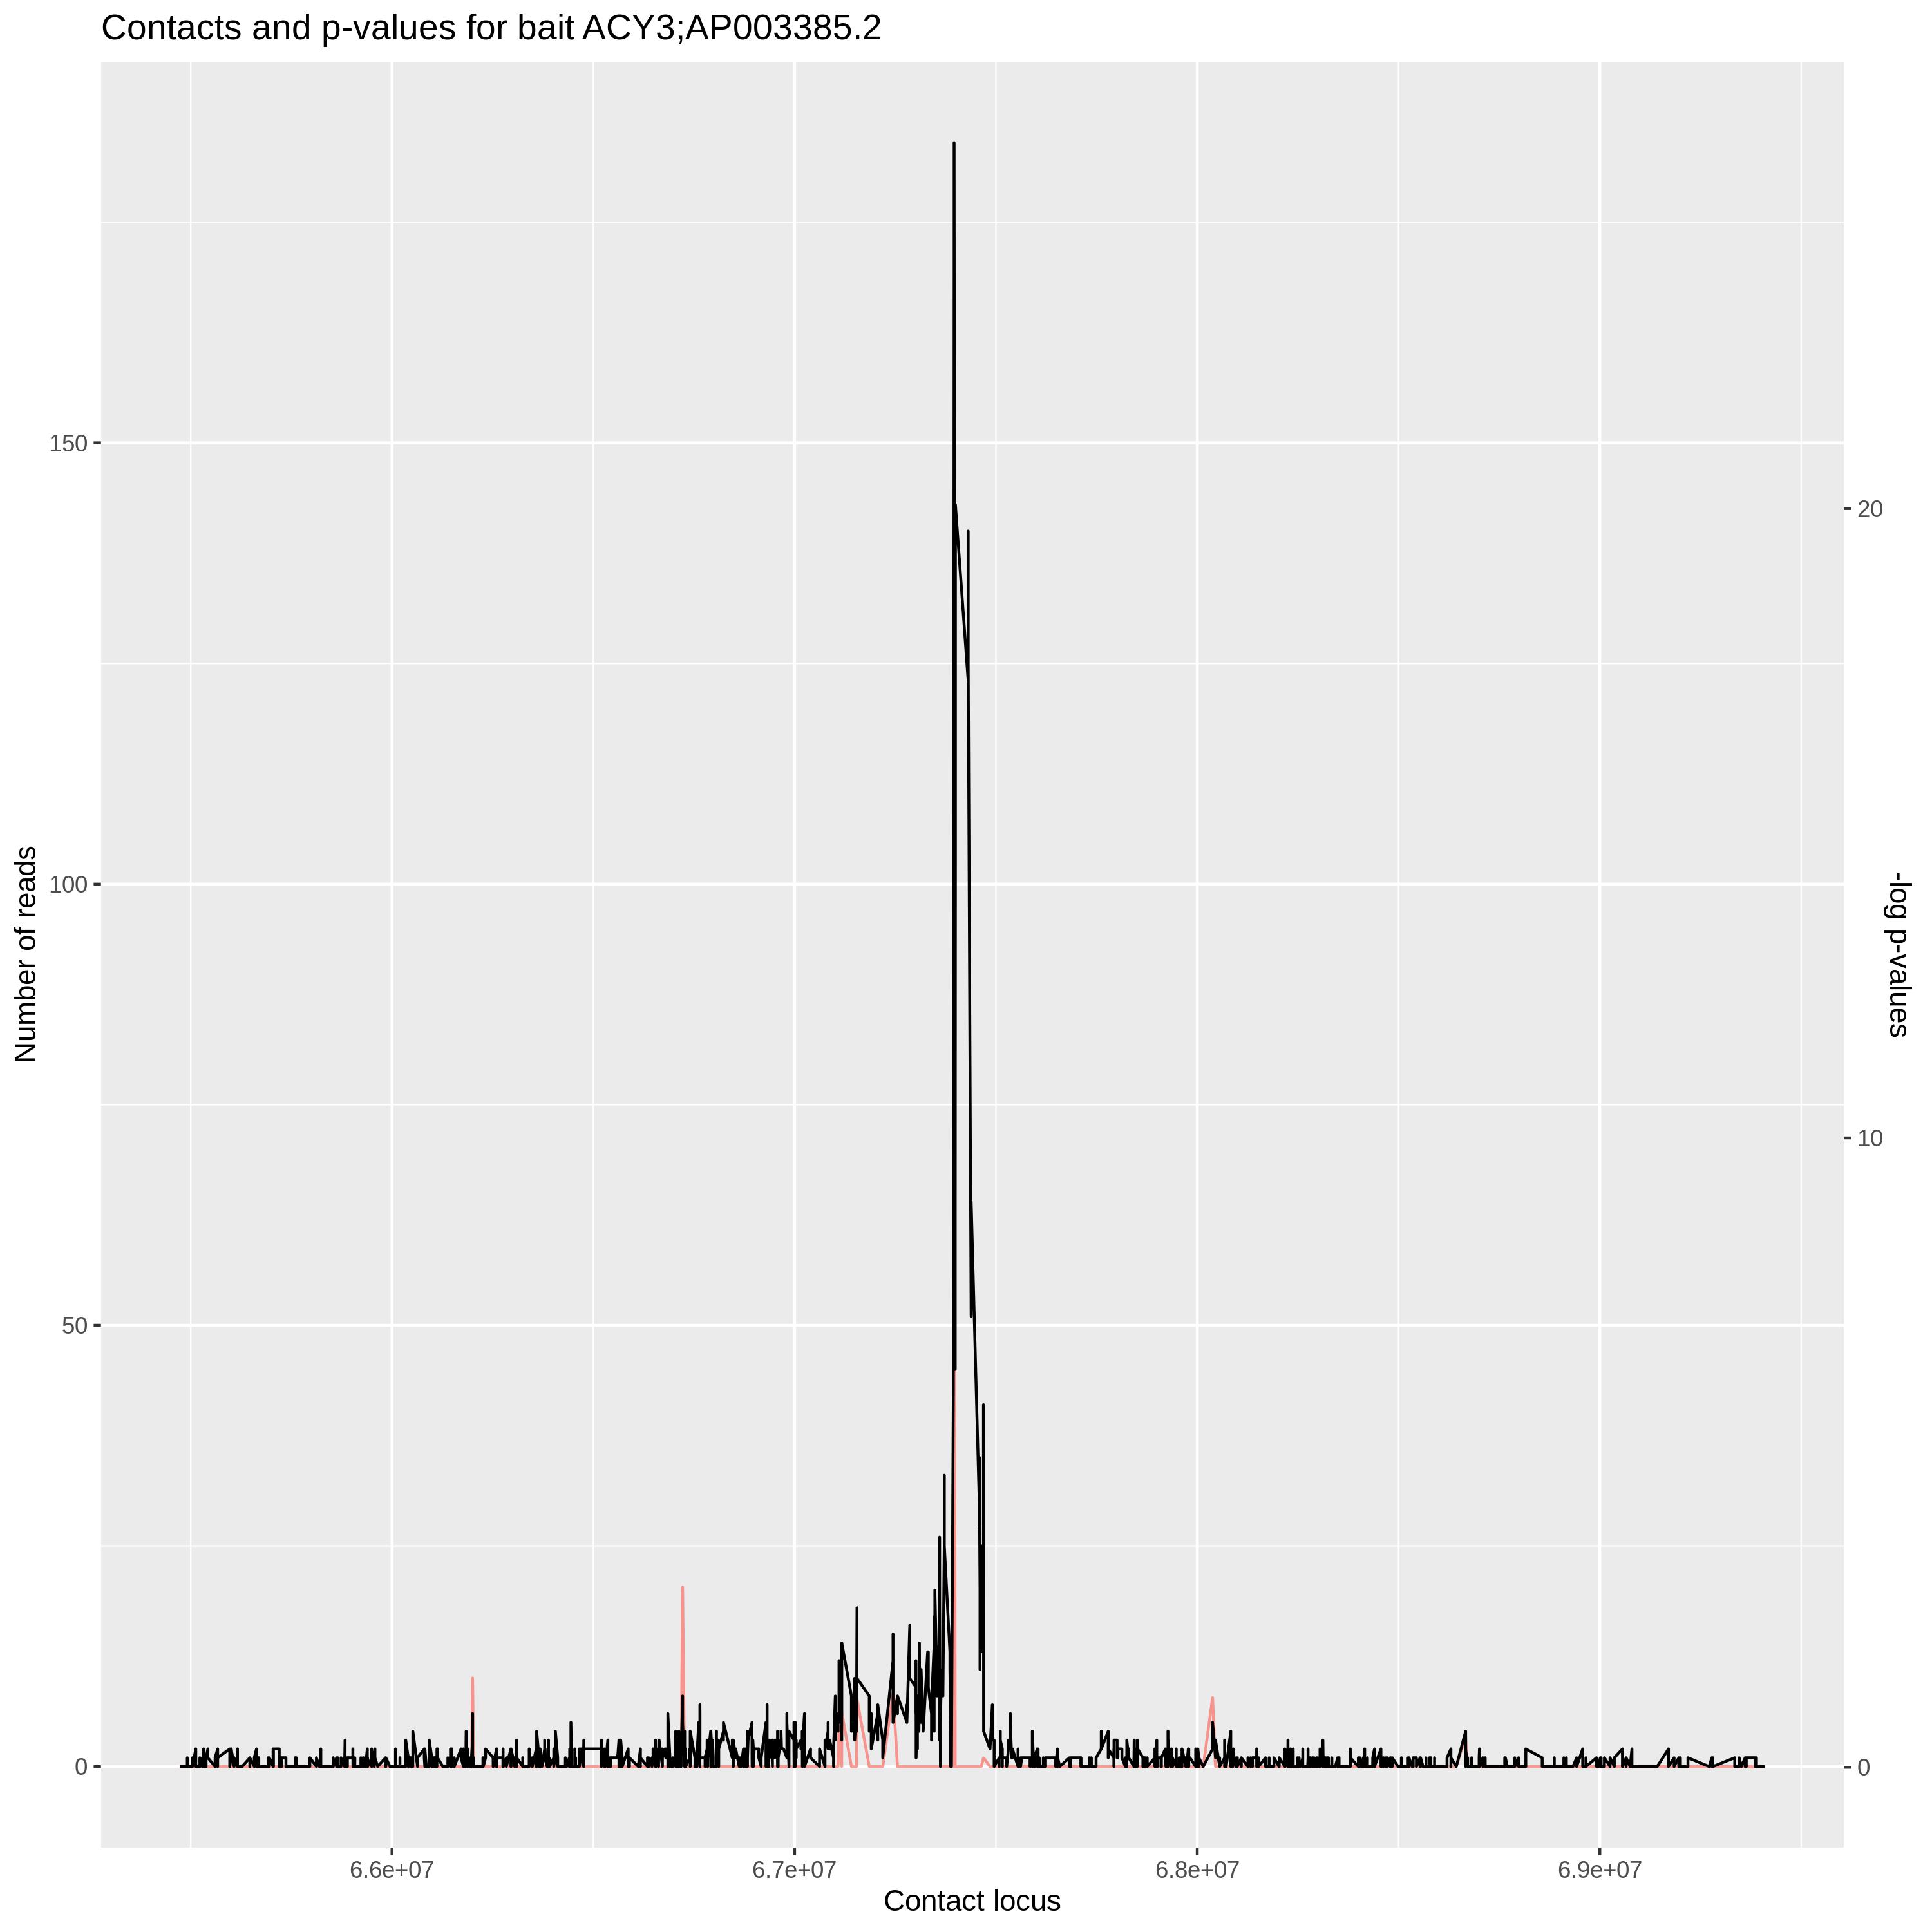 Contacts and p-values for bait ACY3;AP003385.2
Number of reads
150
100
50
0
20
10
0
-log p-values
6.6e+07
6.7e+07
6.8e+07
6.9e+07
Contact locus